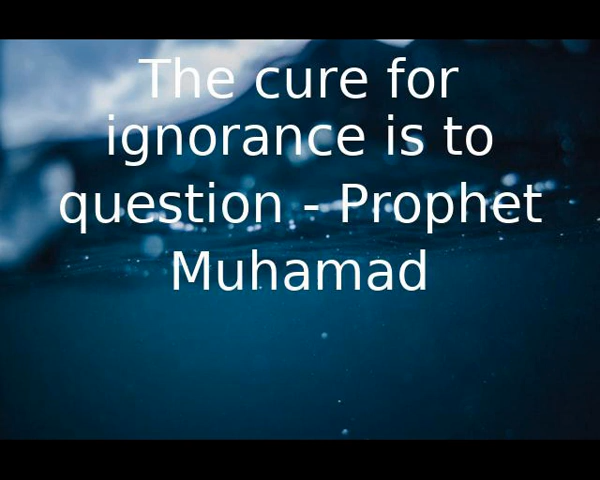 The cure for
ignorance is to
question - Prophet
Muhamad